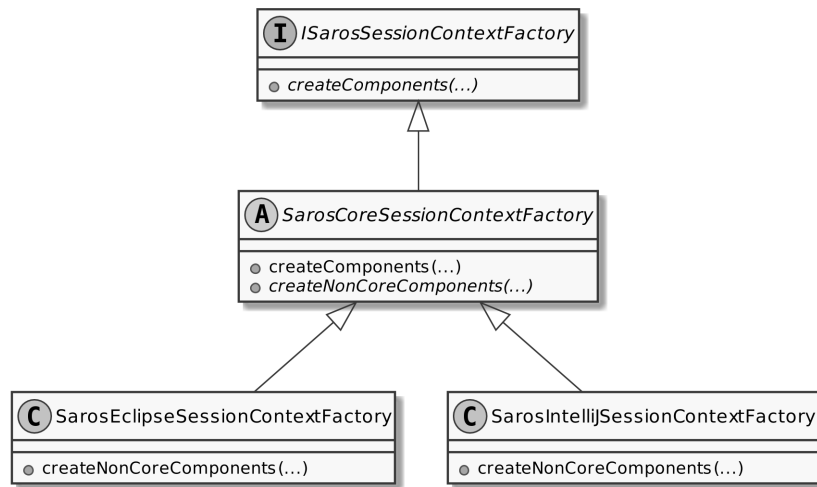 I ISarosSessionContextFactory
createComponents(...)
A SarosCoreSessionContextFactory
createComponents(...)
createNonCoreComponents(...)
C SarosEclipseSessionContextFactory
C SarosIntelliJSessionContextFactory
createNonCoreComponents(...)
createNonCoreComponents(...)